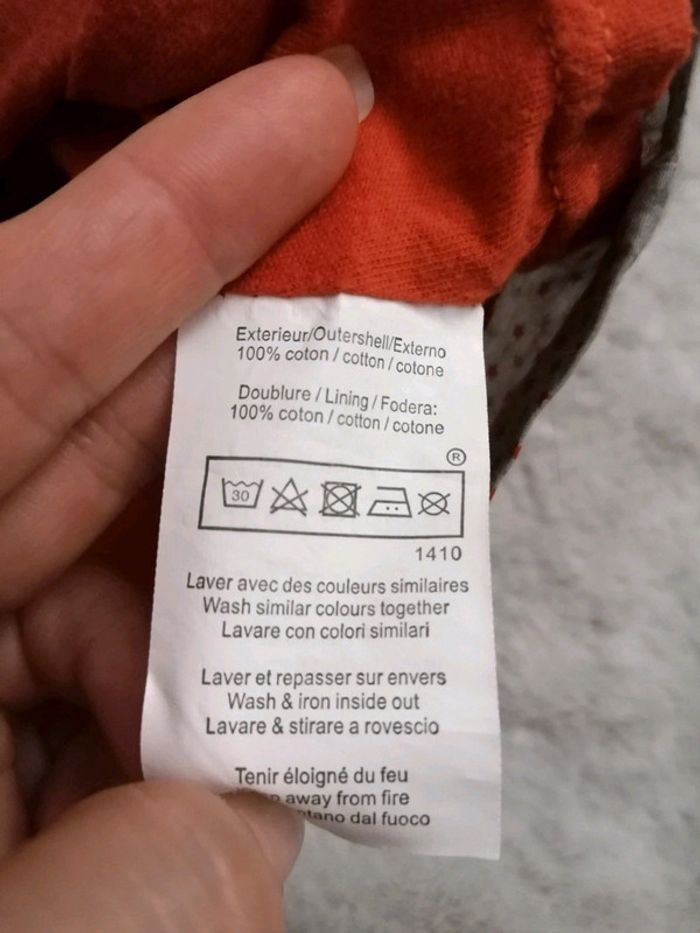 Exterieur/Outershell/Externo
100% coton / cotton / cotone
Doublure / Lining / Fodera:
100% coton / cotton / cotone
®
30
1410
Laver avec des couleurs similaires
Wash similar colours together
Lavare con colori similari
Laver et repasser sur envers
Wash & iron inside out
Lavare & stirare a rovescio
Tenir éloigné du feu
away from fire
dal fuoco